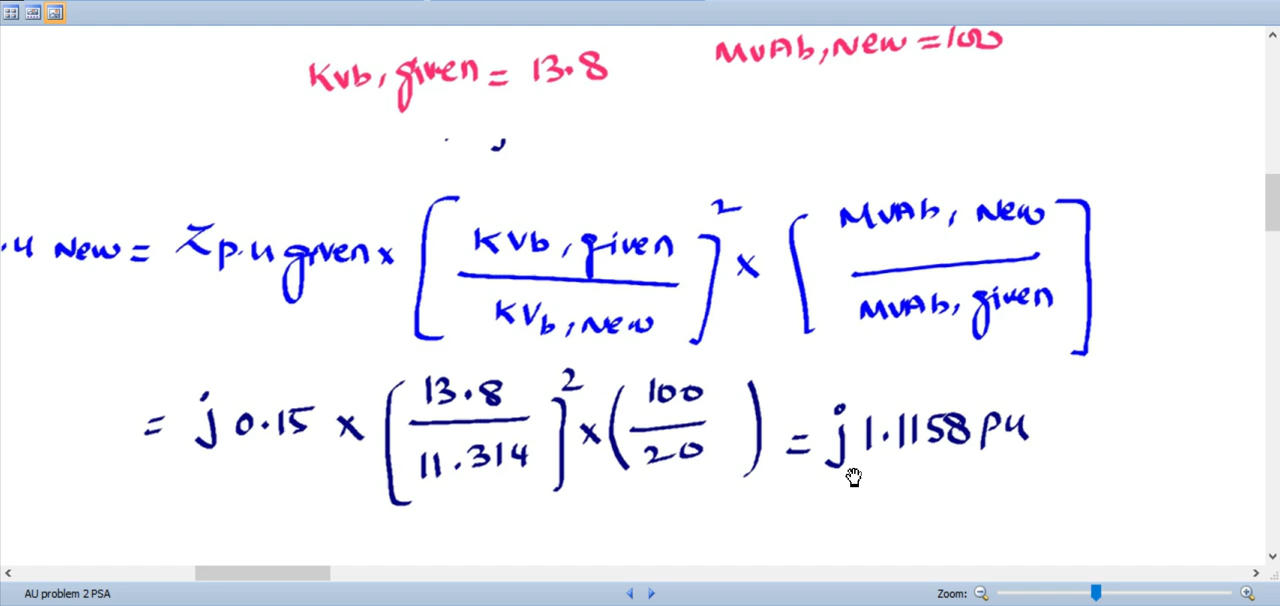 KVb, given = 13.8 MVAb, New = 100
.u New = Zp.u given x [ KVb, given / KVb, New ]² x [ MVAb, New / MVAb, given ]
= j 0.15 x [ 13.8 / 11.314 ]² x ( 100 / 20 ) = j 1.1158 pu
AU problem 2 PSA Zoom: